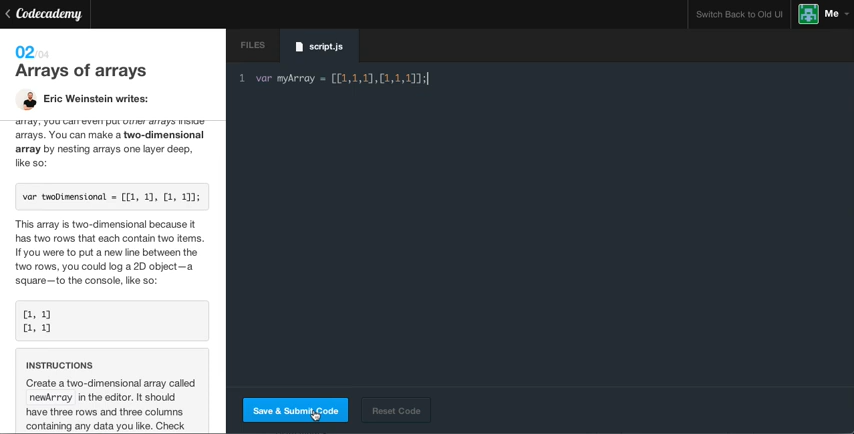 Codecademy
Switch Back to Old UI
Me
02/04
Arrays of arrays
Eric Weinstein writes:
array, you can even put other arrays inside
arrays. You can make a two-dimensional
array by nesting arrays one layer deep,
like so:
var twoDimensional = [[1, 1], [1, 1]];
This array is two-dimensional because it
has two rows that each contain two items.
If you were to put a new line between the
two rows, you could log a 2D object—a
square—to the console, like so:
[1, 1]
[1, 1]
INSTRUCTIONS
Create a two-dimensional array called
newArray in the editor. It should
have three rows and three columns
containing any data you like. Check
FILES
script.js
1 var myArray = [[1,1,1],[1,1,1]];
Save & Submit Code
Reset Code